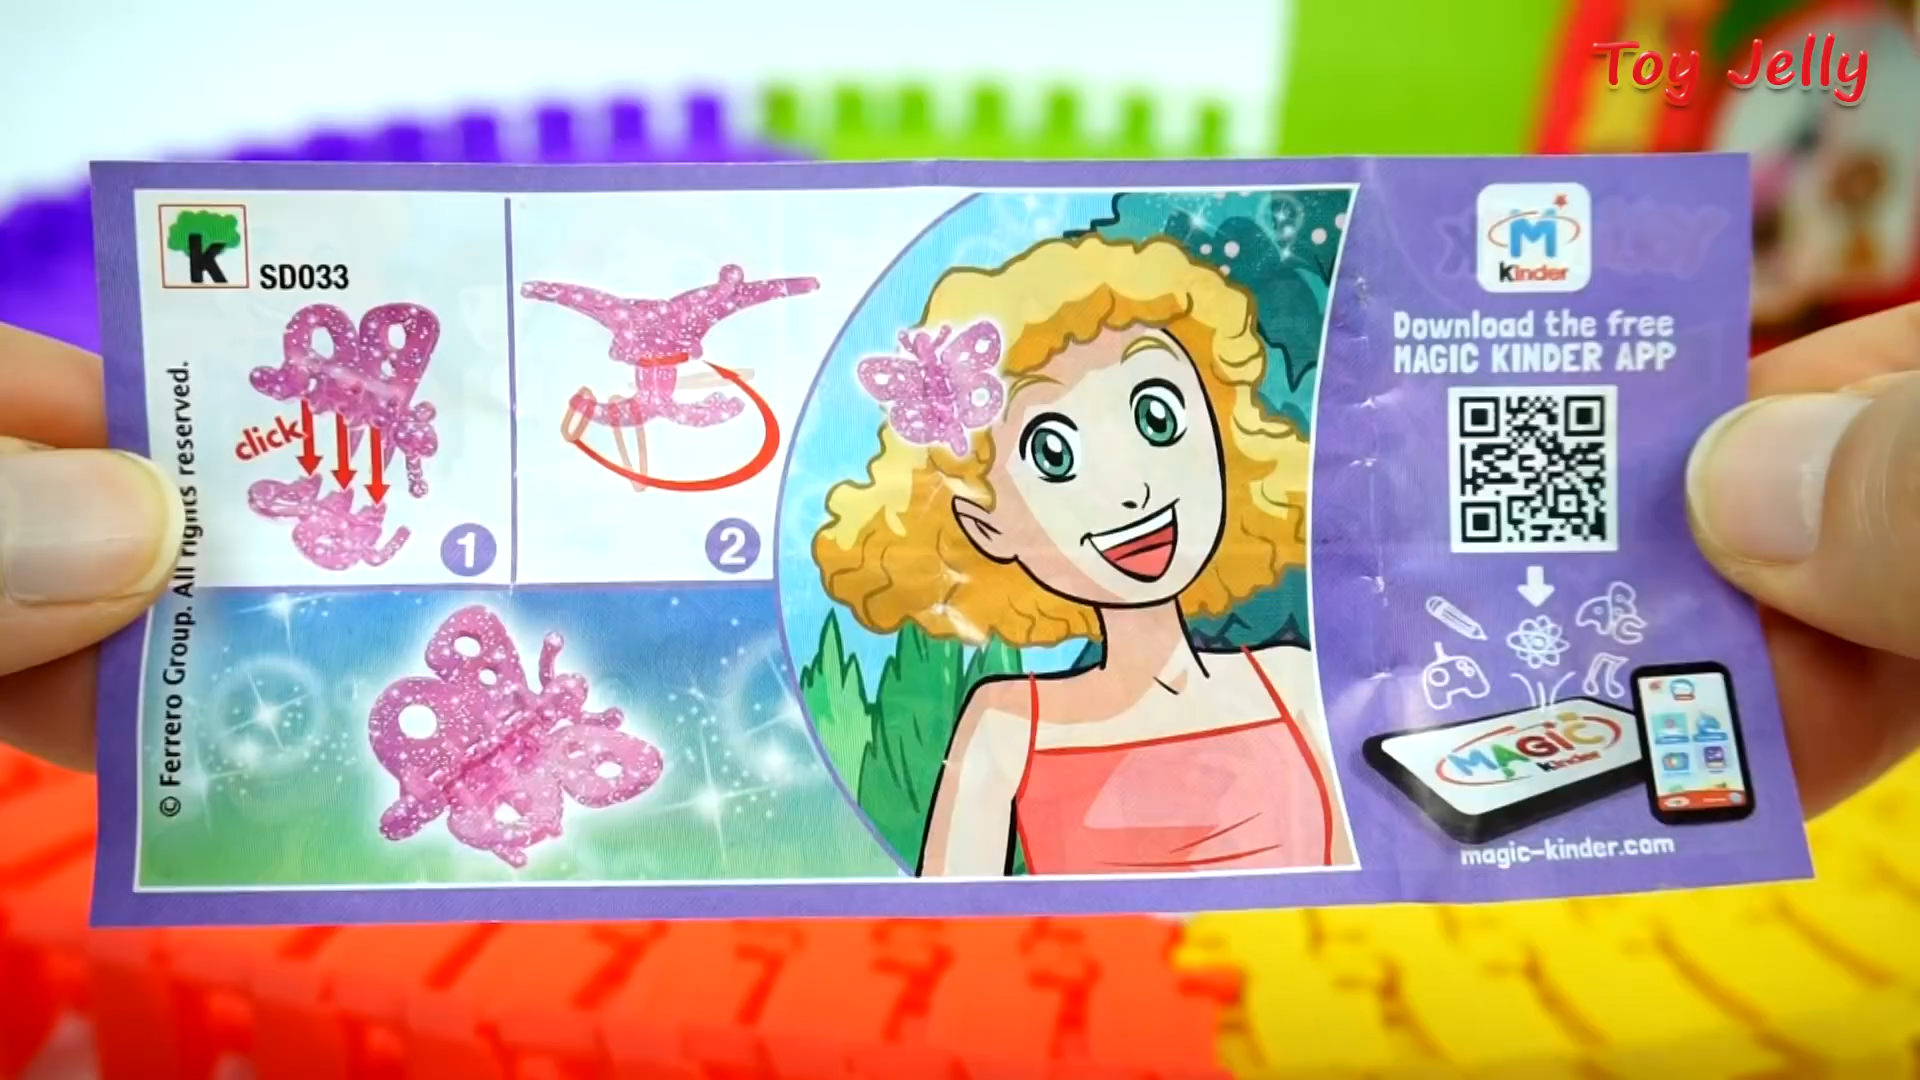 Toy Jelly
K
SD033
click
1
2
© Ferrero Group. All rights reserved.
M
Kinder
Download the free
MAGIC KINDER APP
ABC
MAGIC
Kinder
magic-kinder.com